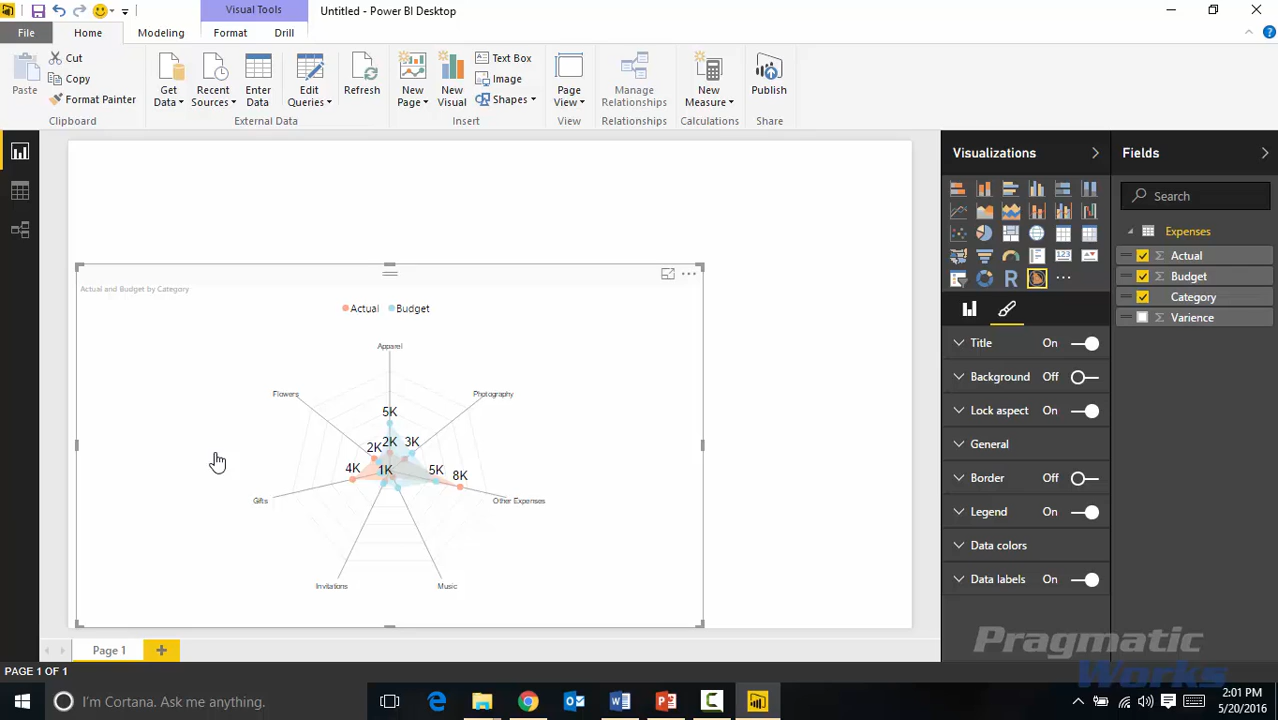 Visual Tools
Untitled - Power BI Desktop
File Home Modeling Format Drill
Paste
Cut
Copy
Format Painter
Clipboard
Get Data
Recent Sources
Enter Data
Edit Queries
Refresh
External Data
New Page
New Visual
Text Box
Image
Shapes
Insert
Page View
View
Manage Relationships
Relationships
New Measure
Calculations
Publish
Share
Actual and Budget by Category
Actual Budget
Apparel
Flowers
Photography
5K
2K 2K 3K
4K 1K 5K 8K
Gifts
Other Expenses
Invitations
Music
Visualizations
R
Title On
Background Off
Lock aspect On
General
Border Off
Legend On
Data colors
Data labels On
Fields
Search
Expenses
Σ Actual
Σ Budget
Category
Σ Varience
Pragmatic
Works
Page 1
PAGE 1 OF 1
I'm Cortana. Ask me anything.
2:01 PM
5/20/2016